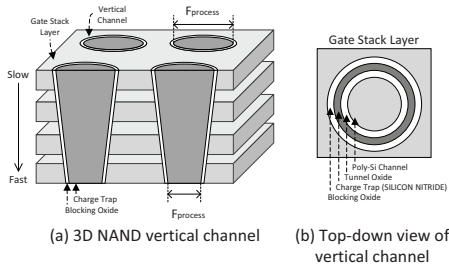 Vertical
Channel
Gate Stack
Layer
Fprocess
Slow
Fast
Charge Trap
Blocking Oxide
Fprocess
(a) 3D NAND vertical channel
Gate Stack Layer
Poly-Si Channel
Tunnel Oxide
Charge Trap (SILICON NITRIDE)
Blocking Oxide
(b) Top-down view of
vertical channel